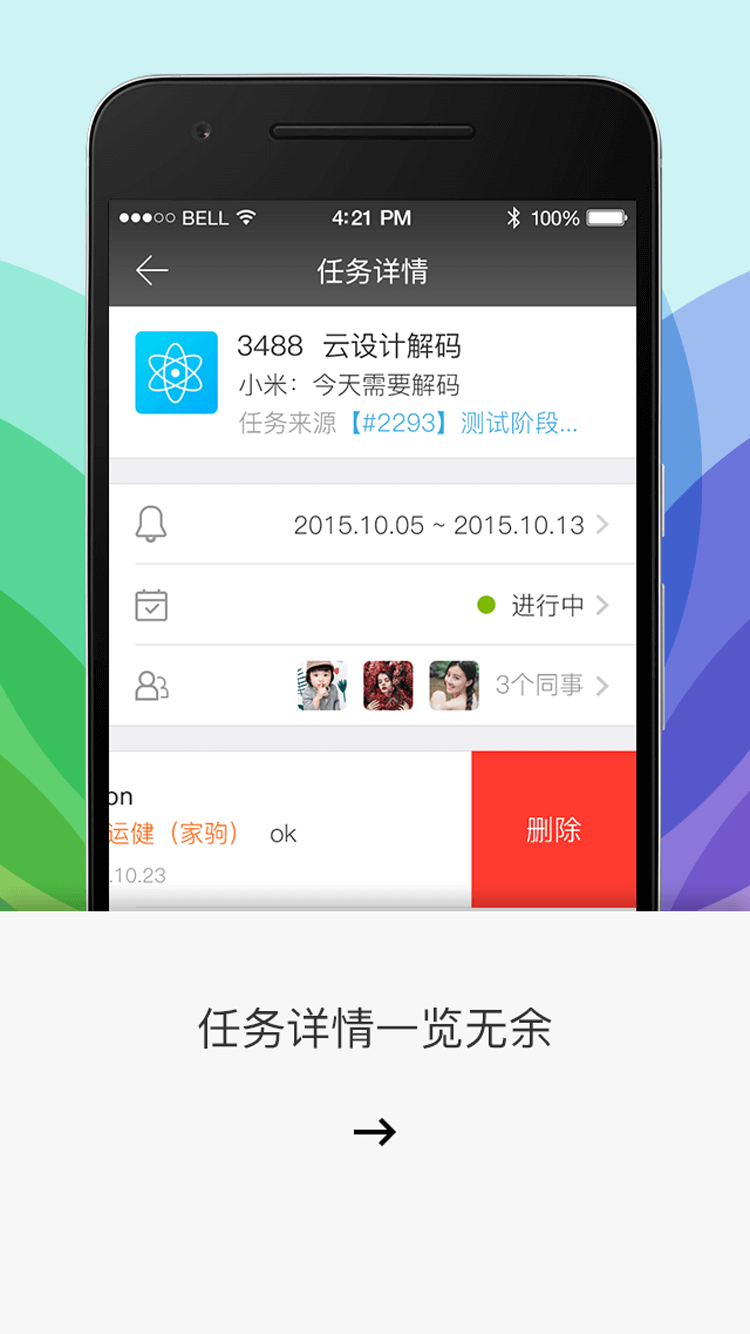 BELL 4:21 PM 100%
任务详情
3488 云设计解码
小米：今天需要解码
任务来源【#2293】测试阶段...
2015.10.05 ~ 2015.10.13
进行中
3个同事
on
运健（家驹） ok
删除
.10.23
任务详情一览无余